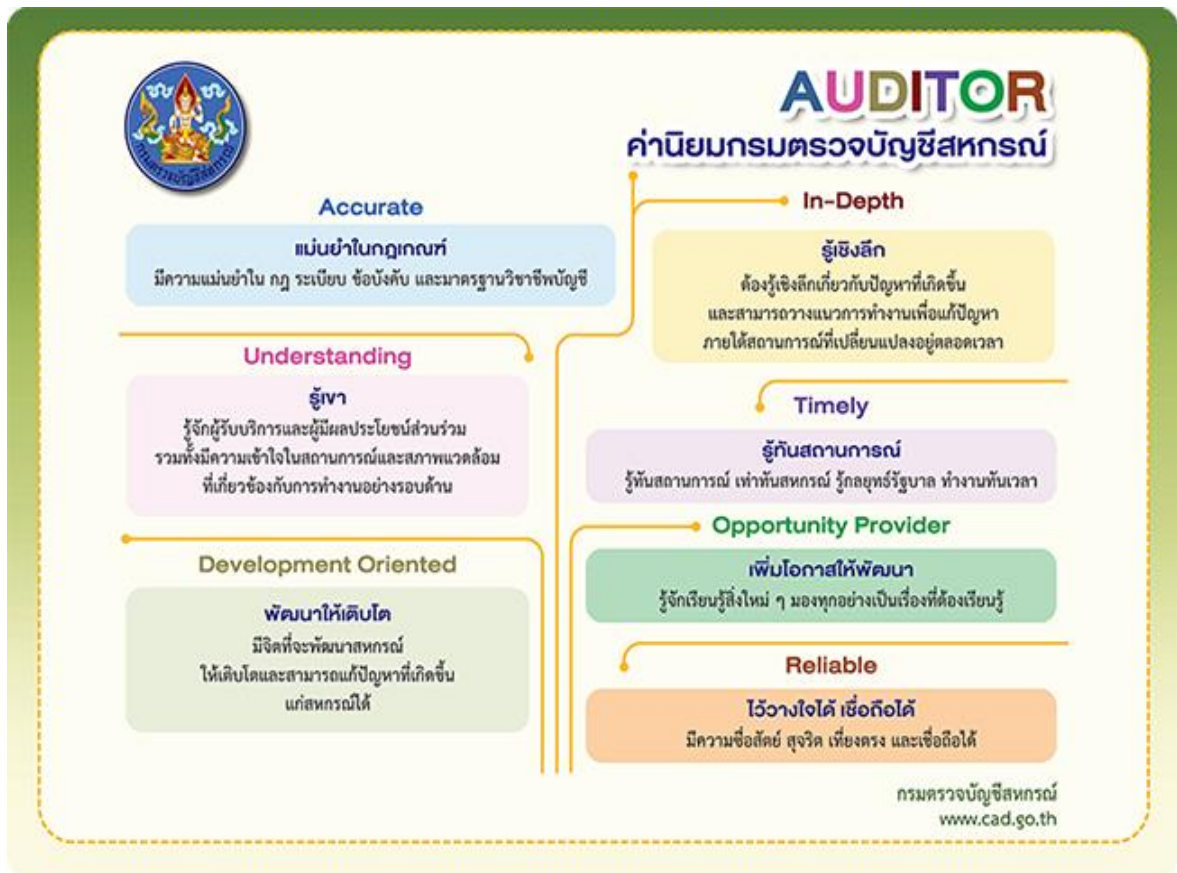 กรมตรวจบัญชีสหกรณ์
AUDITOR
ค่านิยมกรมตรวจบัญชีสหกรณ์
Accurate
แม่นยำในกฎเกณฑ์
มีความแม่นยำใน กฎ ระเบียบ ข้อบังคับ และมาตรฐานวิชาชีพบัญชี
Understanding
รู้เขา
รู้จักผู้รับบริการและผู้มีผลประโยชน์ส่วนร่วม
รวมทั้งมีความเข้าใจในสถานการณ์และสภาพแวดล้อม
ที่เกี่ยวข้องกับการทำงานอย่างรอบด้าน
Development Oriented
พัฒนาให้เติบโต
มีจิตที่จะพัฒนาสหกรณ์
ให้เติบโตและสามารถแก้ปัญหาที่เกิดขึ้น
แก่สหกรณ์ได้
In-Depth
รู้เชิงลึก
ต้องรู้เชิงลึกเกี่ยวกับปัญหาที่เกิดขึ้น
และสามารถวางแนวการทำงานเพื่อแก้ปัญหา
ภายใต้สถานการณ์ที่เปลี่ยนแปลงอยู่ตลอดเวลา
Timely
รู้ทันสถานการณ์
รู้ทันสถานการณ์ เท่าทันสหกรณ์ รู้กลยุทธ์รัฐบาล ทำงานทันเวลา
Opportunity Provider
เพิ่มโอกาสให้พัฒนา
รู้จักเรียนรู้สิ่งใหม่ ๆ มองทุกอย่างเป็นเรื่องที่ต้องเรียนรู้
Reliable
ไว้วางใจได้ เชื่อถือได้
มีความซื่อสัตย์ สุจริต เที่ยงตรง และเชื่อถือได้
กรมตรวจบัญชีสหกรณ์
www.cad.go.th